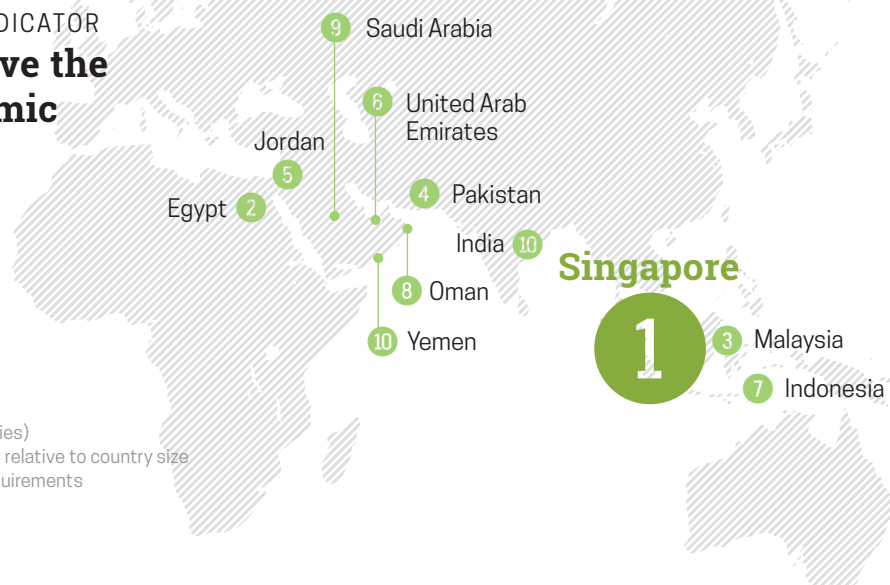 DICATOR
ve the
mic
9 Saudi Arabia
6 United Arab
Emirates
Jordan
5
4 Pakistan
Egypt 2
India 10
Singapore
1
8 Oman
10 Yemen
3 Malaysia
7 Indonesia
ies)
relative to country size
uirements